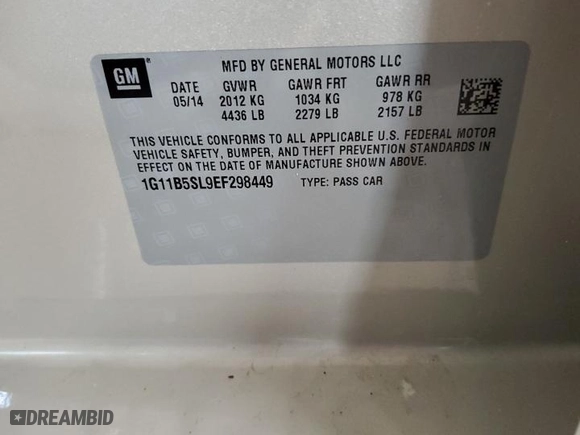 GM
MFD BY GENERAL MOTORS LLC
DATE GVWR GAWR FRT GAWR RR
05/14 2012 KG 1034 KG 978 KG
4436 LB 2279 LB 2157 LB
THIS VEHICLE CONFORMS TO ALL APPLICABLE U.S. FEDERAL MOTOR
VEHICLE SAFETY, BUMPER, AND THEFT PREVENTION STANDARDS IN
EFFECT ON THE DATE OF MANUFACTURE SHOWN ABOVE.
1G11B5SL9EF298449 TYPE: PASS CAR
DREAMBID